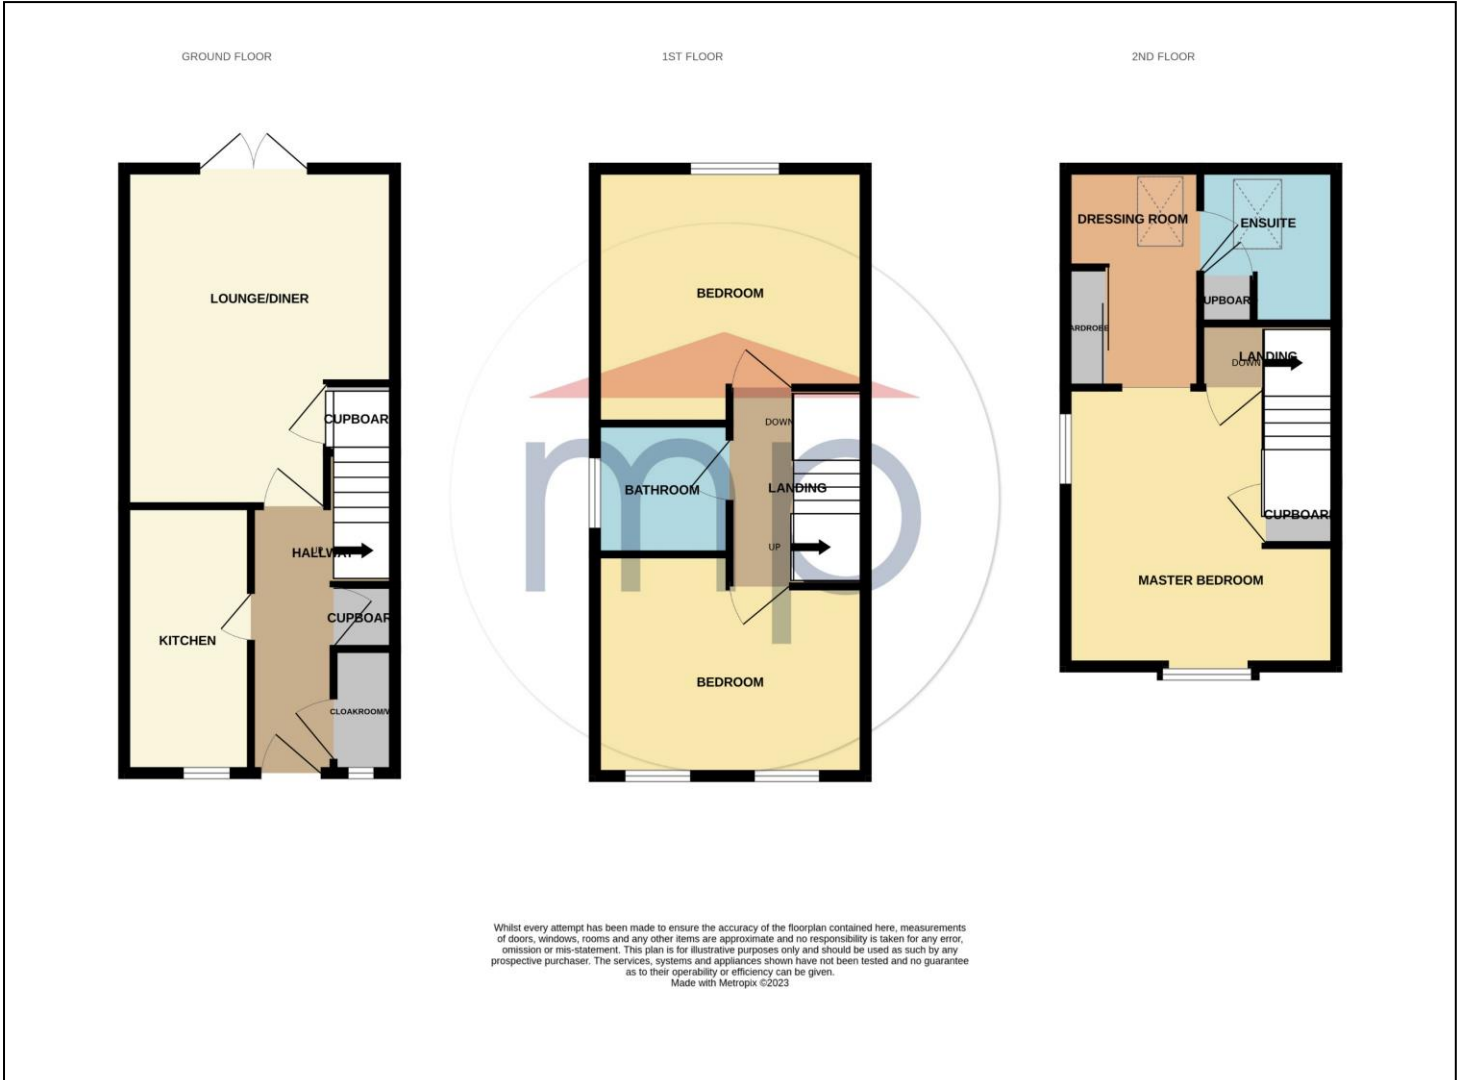 GROUND FLOOR
1ST FLOOR
2ND FLOOR
LOUNGE/DINER
CUPBOAR
HALLWAY
UP
CUPBOAR
KITCHEN
CLOAKROOM/W
BEDROOM
DOWN
BATHROOM
LANDING
UP
BEDROOM
mp
DRESSING ROOM
ENSUITE
UPBOAR
ARDROBE
LANDING
DOWN
CUPBOARD
MASTER BEDROOM
Whilst every attempt has been made to ensure the accuracy of the floorplan contained here, measurements
of doors, windows, rooms and any other items are approximate and no responsibility is taken for any error,
omission or mis-statement. This plan is for illustrative purposes only and should be used as such by any
prospective purchaser. The services, systems and appliances shown have not been tested and no guarantee
as to their operability or efficiency can be given.
Made with Metropix ©2023